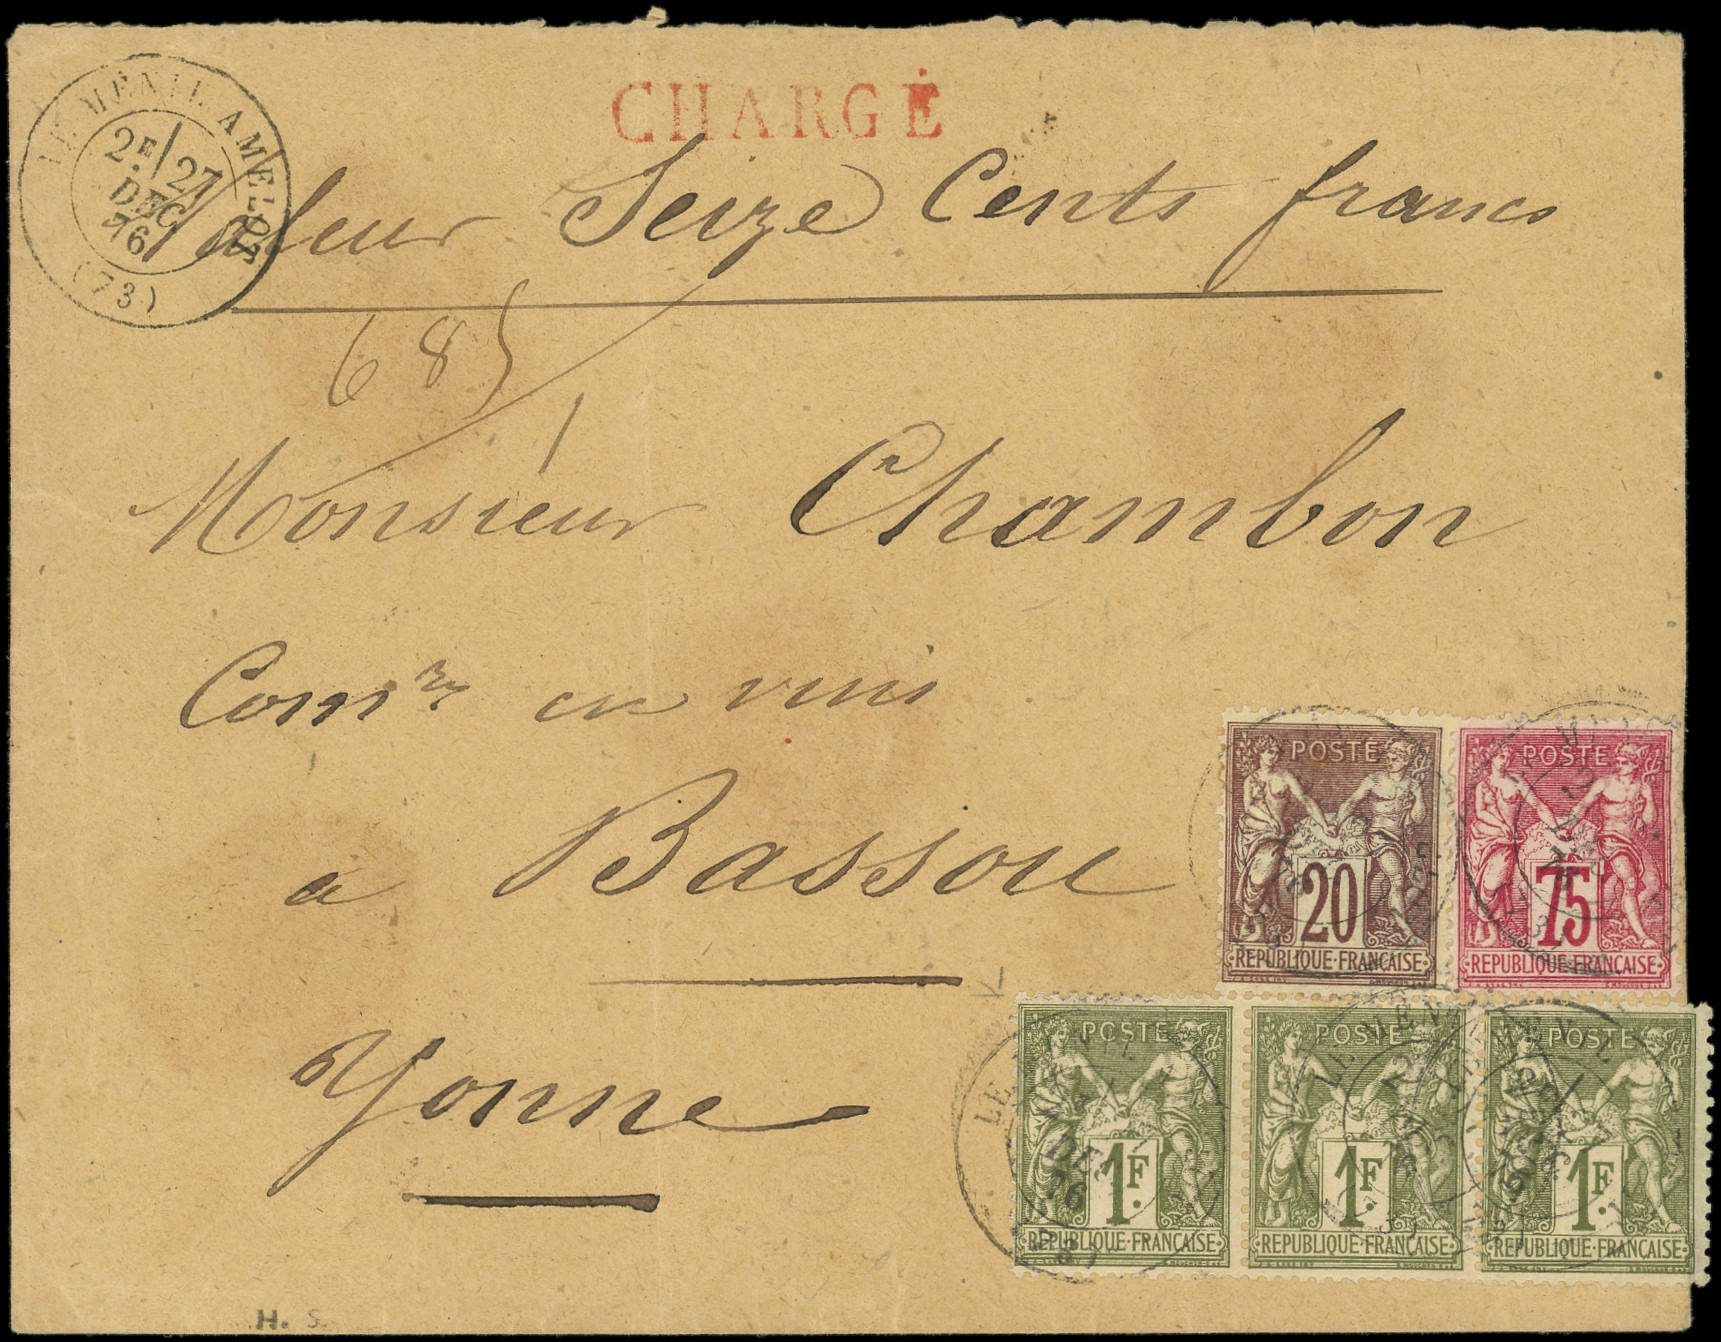 CHARGÉ
LE MÉNIL-AMELOT
2E/27
DEC
76
(73)
Valeur Seize Cents francs
685
Monsieur Chambon
Com.re en vins
à Bassou
Yonne
POSTE
20
REPUBLIQUE·FRANÇAISE
POSTE
75
REPUBLIQUE·FRANÇAISE
POSTE
1F.
REPUBLIQUE·FRANÇAISE
POSTE
1F.
REPUBLIQUE·FRANÇAISE
POSTE
1F.
REPUBLIQUE·FRANÇAISE
H. S.